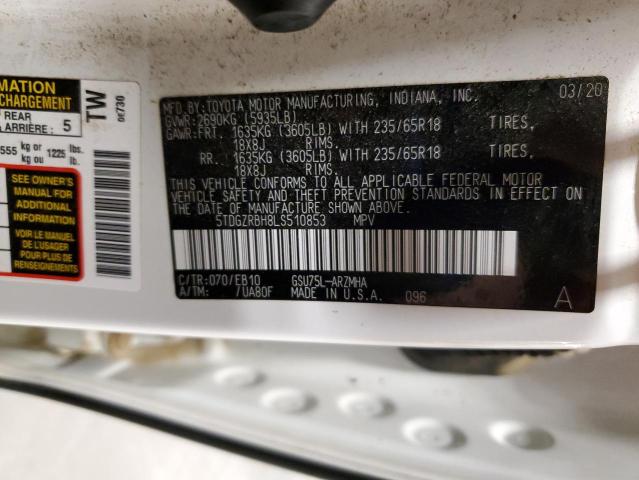 MATION
CHARGEMENT
REAR
ARRIÈRE: 5
555 kg or kg ou 1225 lbs. lb.
SEE OWNER'S
MANUAL FOR
ADDITIONAL
INFORMATION
VOIR LE MANUEL
DE L'USAGER
POUR PLUS DE
RENSEIGNEMENTS
TW
0E730
MFD.BY:TOYOTA MOTOR MANUFACTURING, INDIANA, INC. 03/20
GVWR:2690KG (5935LB)
GAWR:FRT. 1635KG (3605LB) WITH 235/65R18 TIRES,
18X8J RIMS.
RR. 1635KG (3605LB) WITH 235/65R18 TIRES,
18X8J RIMS.
THIS VEHICLE CONFORMS TO ALL APPLICABLE FEDERAL MOTOR
VEHICLE SAFETY AND THEFT PREVENTION STANDARDS IN EFFECT ON
THE DATE OF MANUFACTURE SHOWN ABOVE.
5TDGZRBH8LS510853 MPV
C/TR:070/EB10 GSU75L-ARZMHA
A/TM: /UA80F MADE IN U.S.A. 096 A